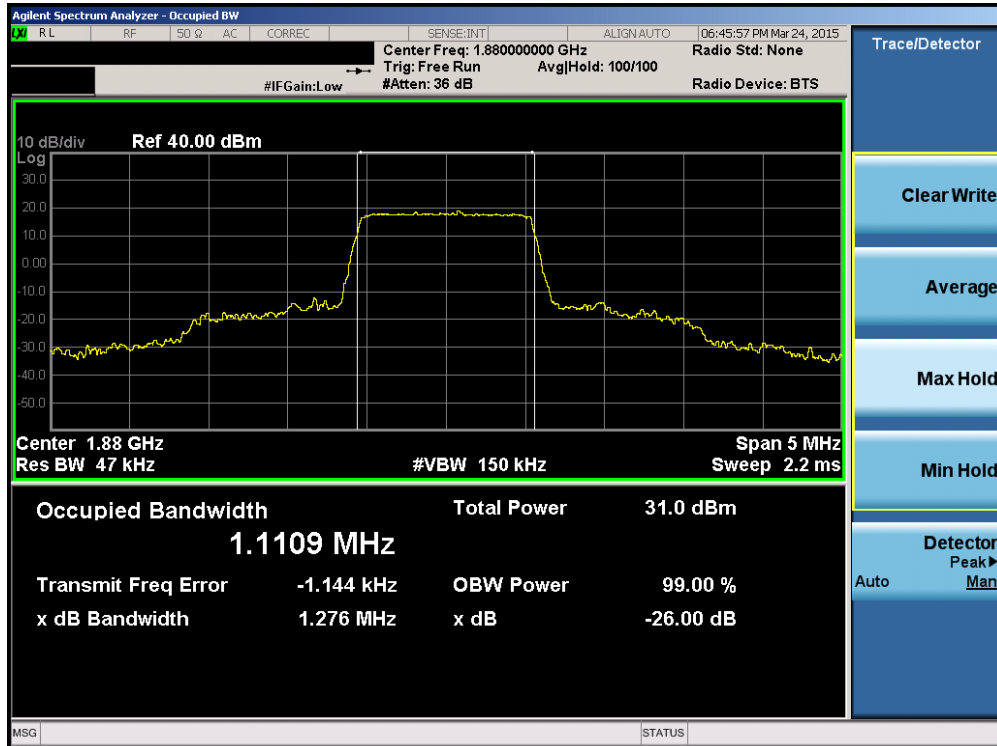 Agilent Spectrum Analyzer - Occupied BW
LXI RL RF 50 Ω AC CORREC SENSE:INT ALIGN AUTO 06:45:57 PM Mar 24, 2015
Center Freq: 1.880000000 GHz Radio Std: None
Trig: Free Run Avg|Hold: 100/100
#IFGain:Low #Atten: 36 dB Radio Device: BTS
Trace/Detector
10 dB/div Ref 40.00 dBm
Log
30.0
20.0
10.0
0.00
-10.0
-20.0
-30.0
-40.0
-50.0
Center 1.88 GHz Span 5 MHz
Res BW 47 kHz #VBW 150 kHz Sweep 2.2 ms
Occupied Bandwidth Total Power 31.0 dBm
1.1109 MHz
Transmit Freq Error -1.144 kHz OBW Power 99.00 %
x dB Bandwidth 1.276 MHz x dB -26.00 dB
Clear Write
Average
Max Hold
Min Hold
Detector
Peak▶
Auto Man
MSG STATUS